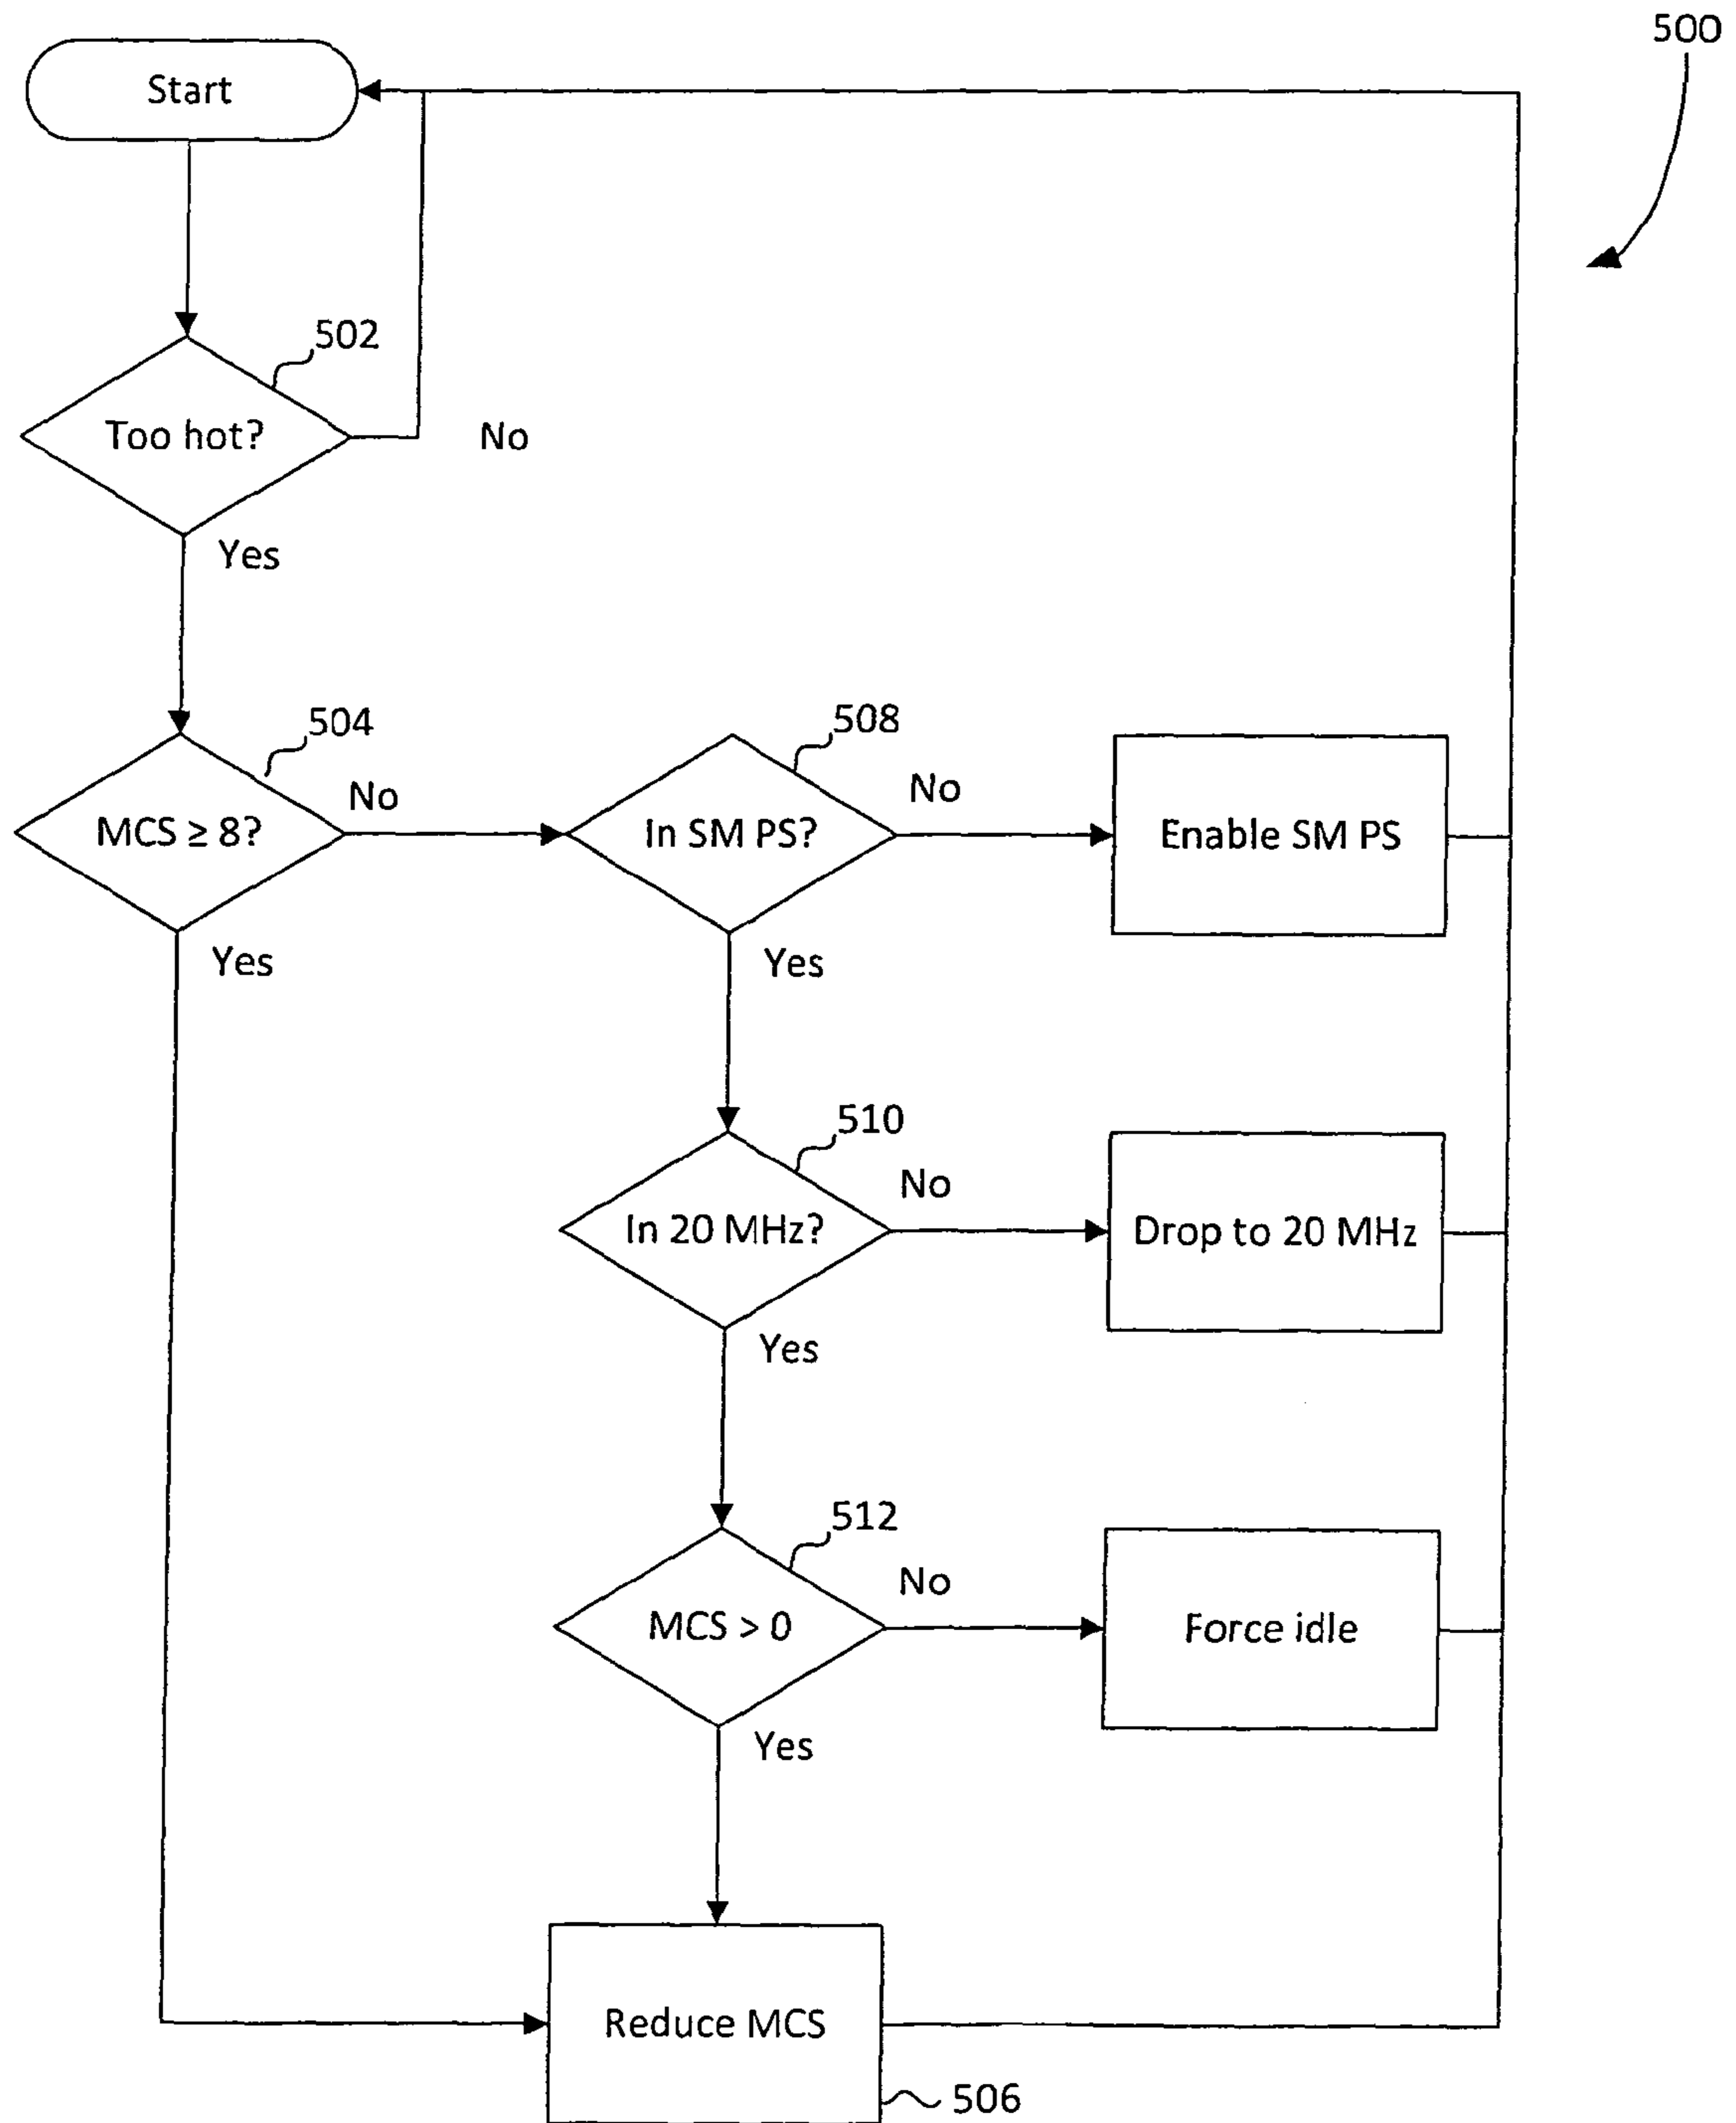 500
Start
502
Too hot?
No
Yes
504
MCS ≥ 8?
No
508
In SM PS?
No
Enable SM PS
Yes
Yes
510
In 20 MHz?
No
Drop to 20 MHz
Yes
512
MCS > 0
No
Force idle
Yes
Reduce MCS
506